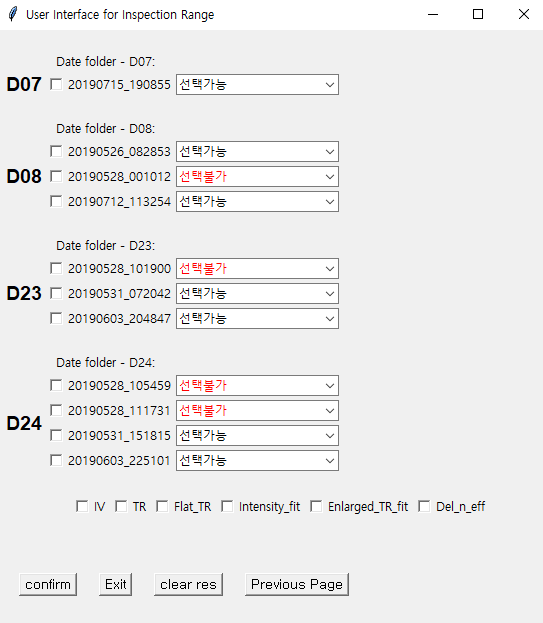 User Interface for Inspection Range
Date folder - D07:
D07 20190715_190855 선택가능
Date folder - D08:
20190526_082853 선택가능
D08 20190528_001012 선택불가
20190712_113254 선택가능
Date folder - D23:
20190528_101900 선택불가
D23 20190531_072042 선택가능
20190603_204847 선택가능
Date folder - D24:
20190528_105459 선택불가
20190528_111731 선택불가
D24
20190531_151815 선택가능
20190603_225101 선택가능
IV TR Flat_TR Intensity_fit Enlarged_TR_fit Del_n_eff
confirm Exit clear res Previous Page